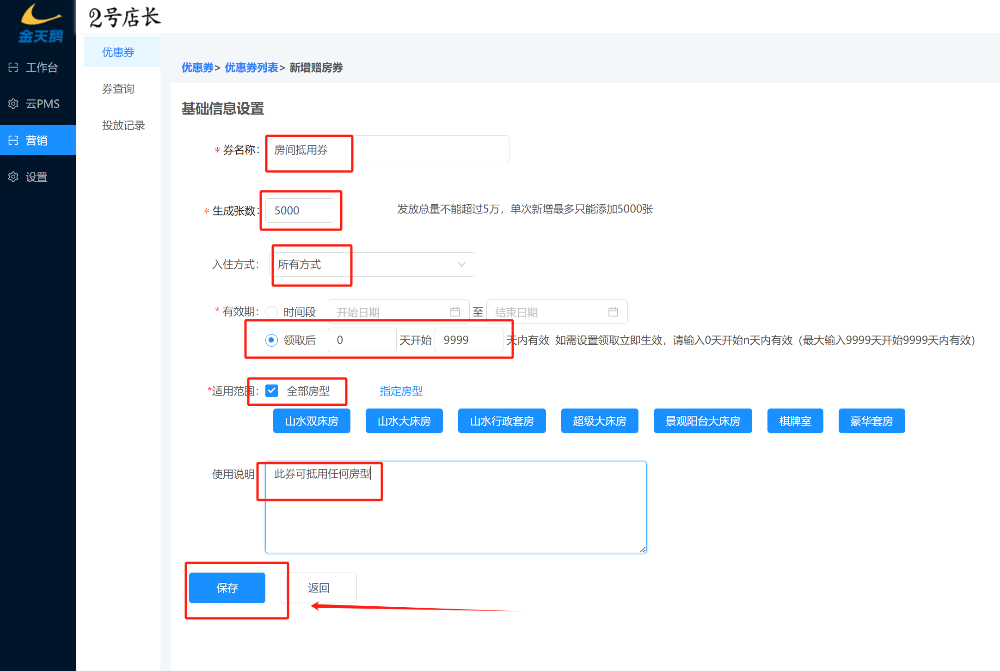 金天鹅
2号店长
工作台
云PMS
营销
设置
优惠券
券查询
投放记录
优惠券> 优惠券列表> 新增赠房券
基础信息设置
* 券名称: 房间抵用券
* 生成张数: 5000 发放总量不能超过5万，单次新增最多只能添加5000张
入住方式: 所有方式
* 有效期: 时间段 开始日期 至 结束日期
领取后 0 天开始 9999 天内有效 如需设置领取立即生效，请输入0天开始n天内有效（最大输入9999天开始9999天内有效）
*适用范围: 全部房型 指定房型
山水双床房 山水大床房 山水行政套房 超级大床房 景观阳台大床房 棋牌室 豪华套房
使用说明 此券可抵用任何房型
保存 返回